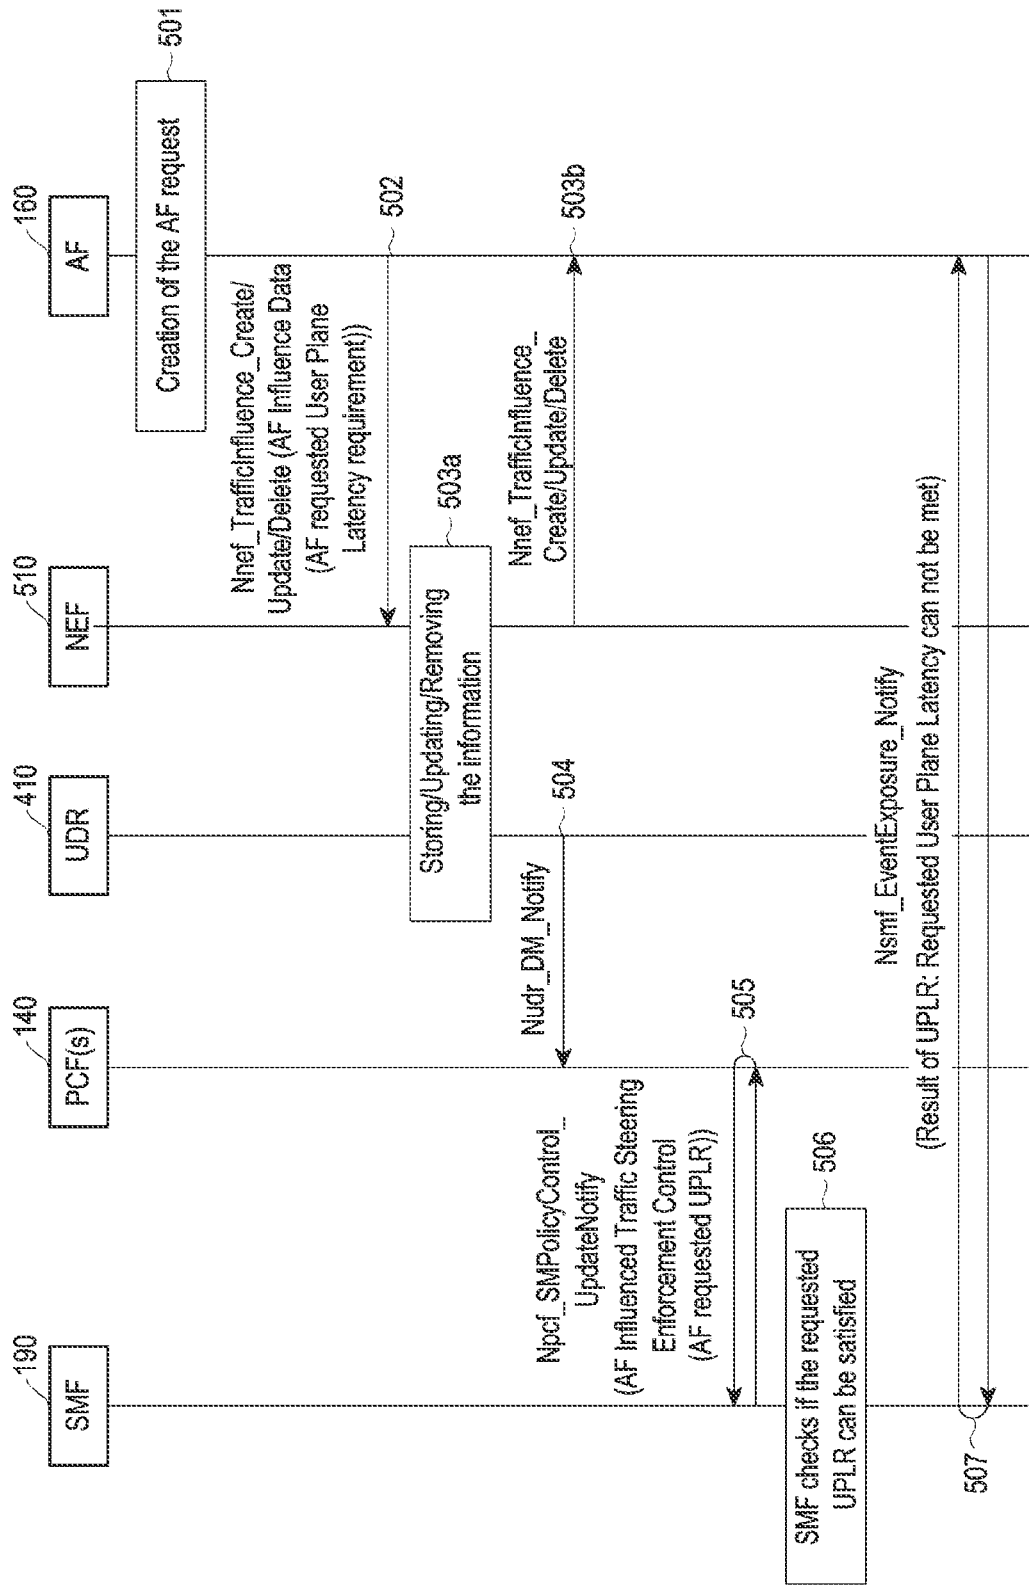 190
SMF
140
PCF(s)
410
UDR
510
NEF
160
AF
501
Creation of the AF request
Nnef_TrafficInfluence_Create/
Update/Delete (AF Influence Data
(AF requested User Plane
Latency requirement))
502
503a
Storing/Updating/Removing
the information
Nnef_TrafficInfluence_
Create/Update/Delete
503b
Nudr_DM_Notify
504
Npcf_SMPolicyControl_
UpdateNotify
(AF Influenced Traffic Steering
Enforcement Control
(AF requested UPLR))
505
506
SMF checks if the requested
UPLR can be satisfied
Nsmf_EventExposure_Notify
(Result of UPLR: Requested User Plane Latency can not be met)
507